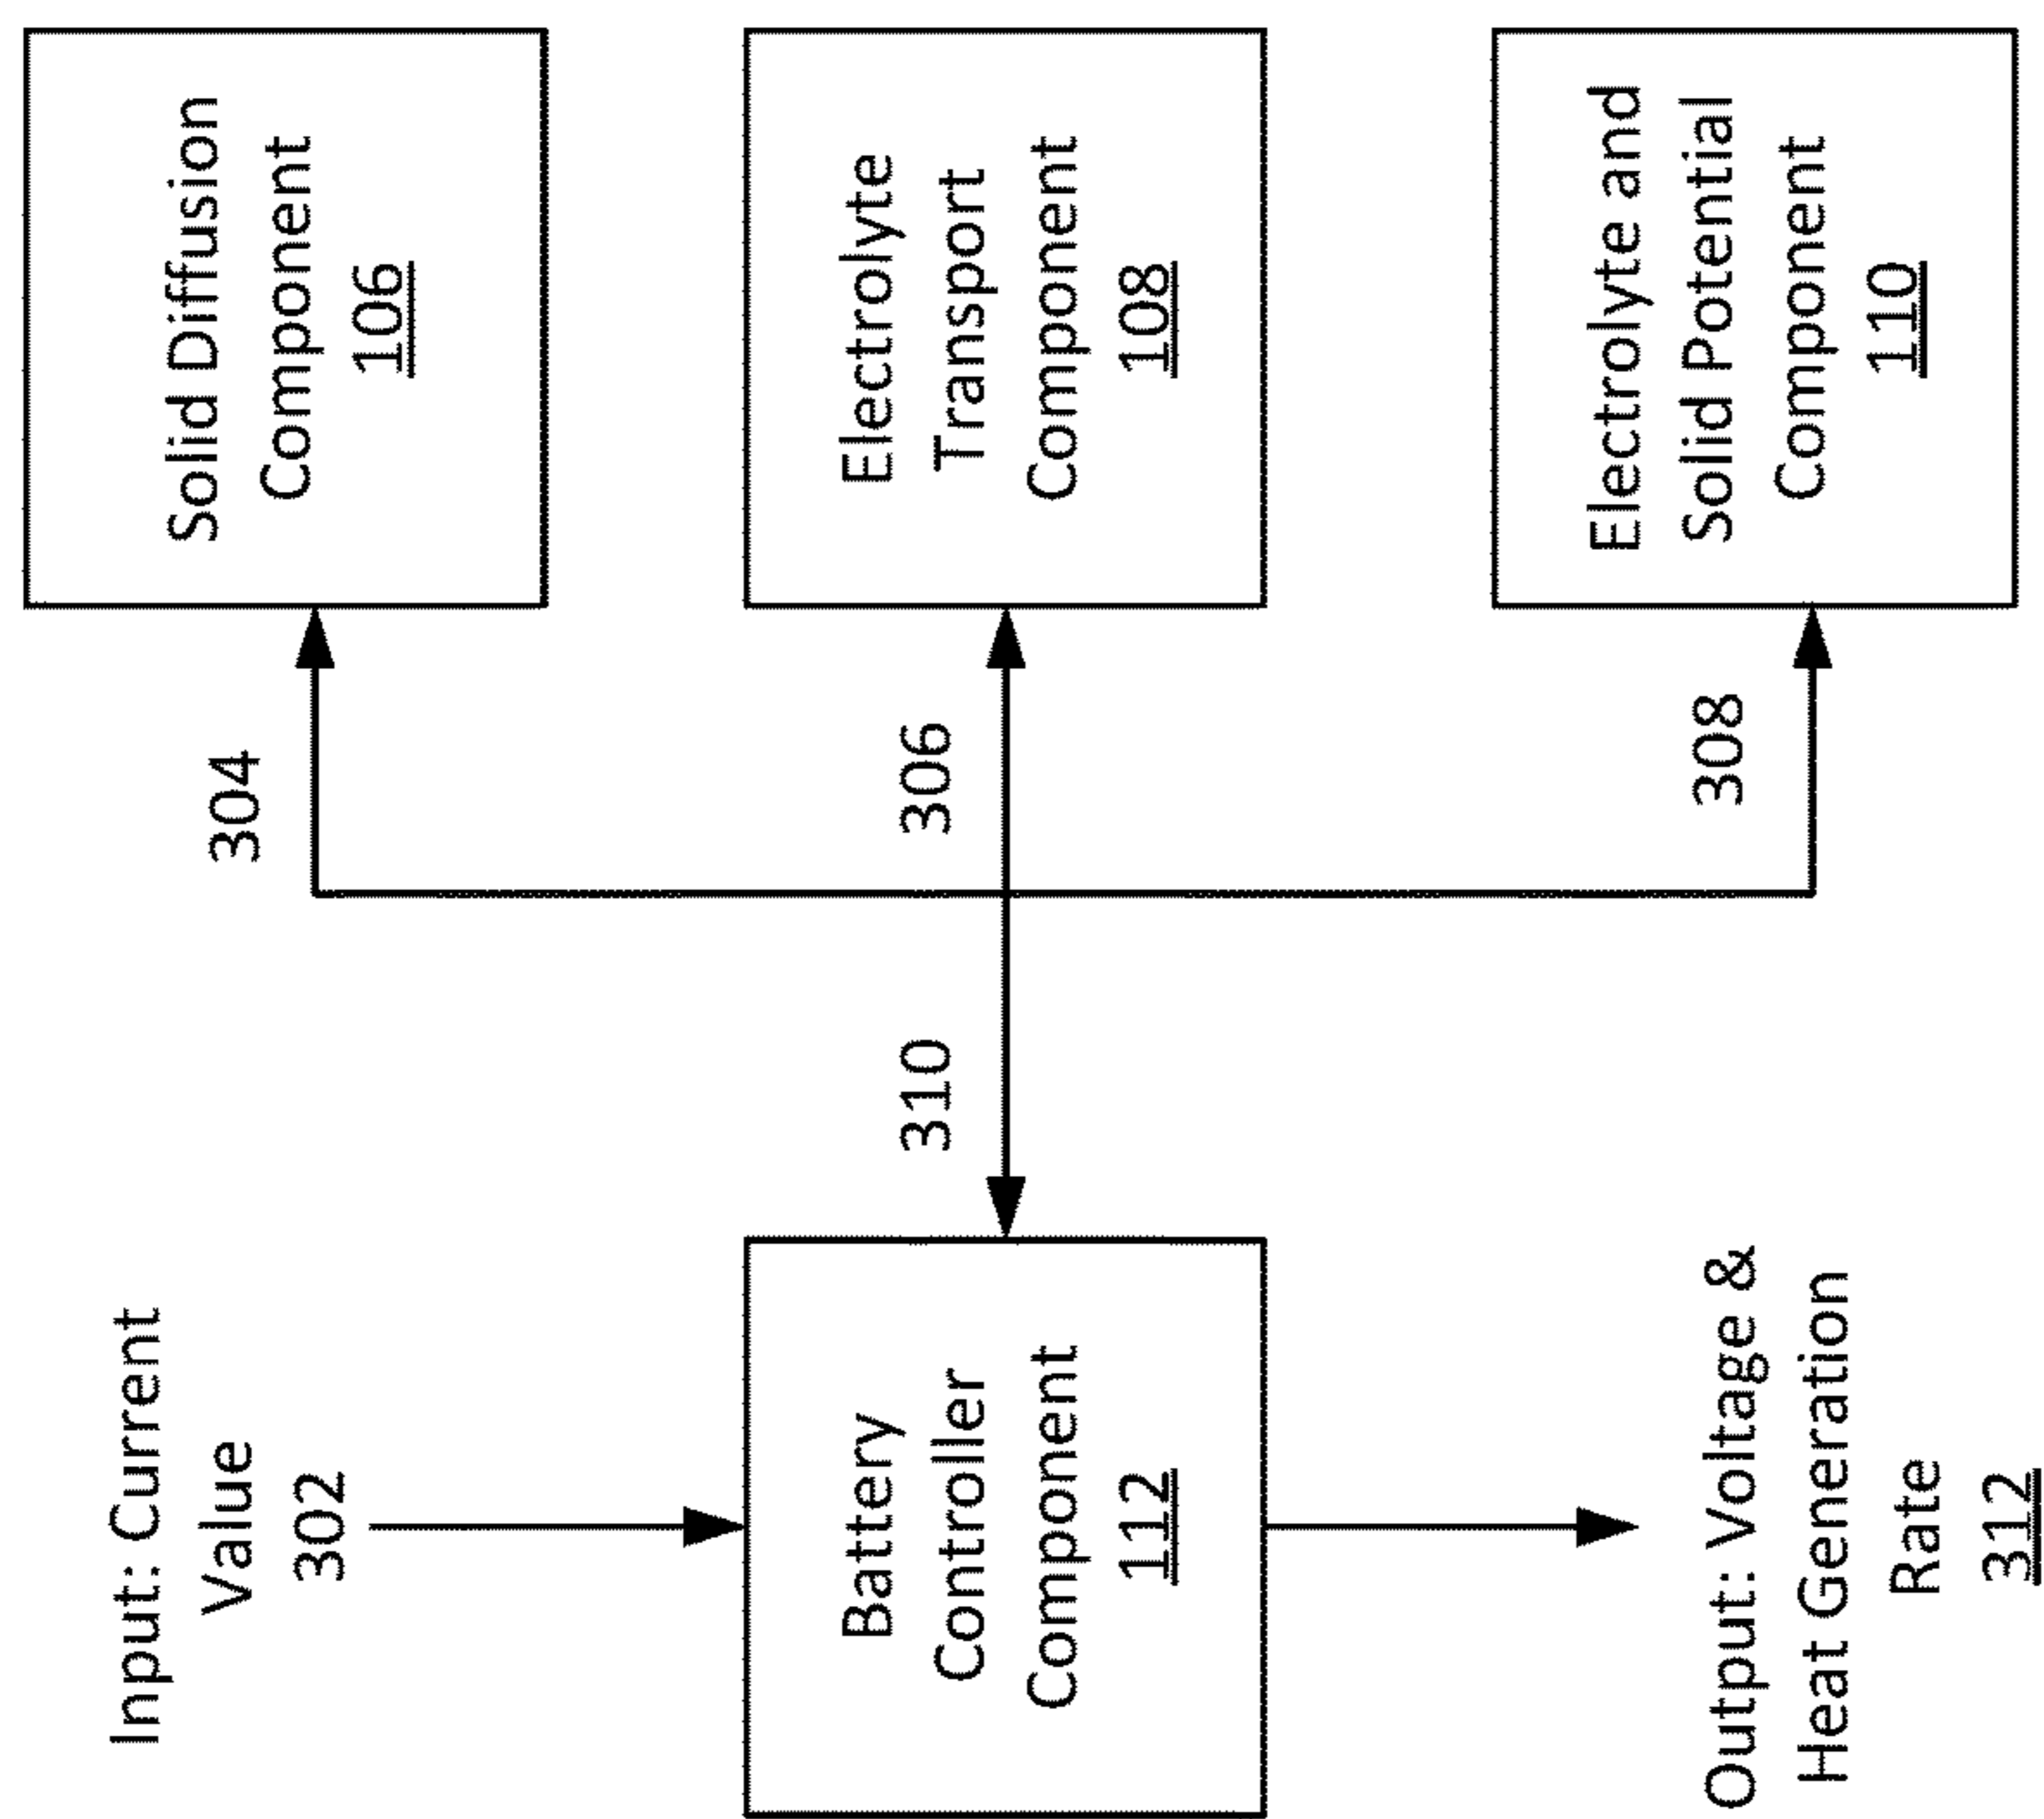 Input: Current
Value
302
Battery
Controller
Component
112
Output: Voltage &
Heat Generation
Rate
312
310
304
306
308
Solid Diffusion
Component
106
Electrolyte
Transport
Component
108
Electrolyte and
Solid Potential
Component
110